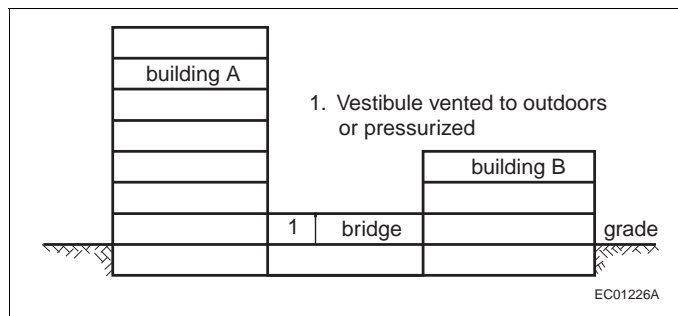 building A
1. Vestibule vented to outdoors
or pressurized
building B
1
bridge
grade
EC01226A